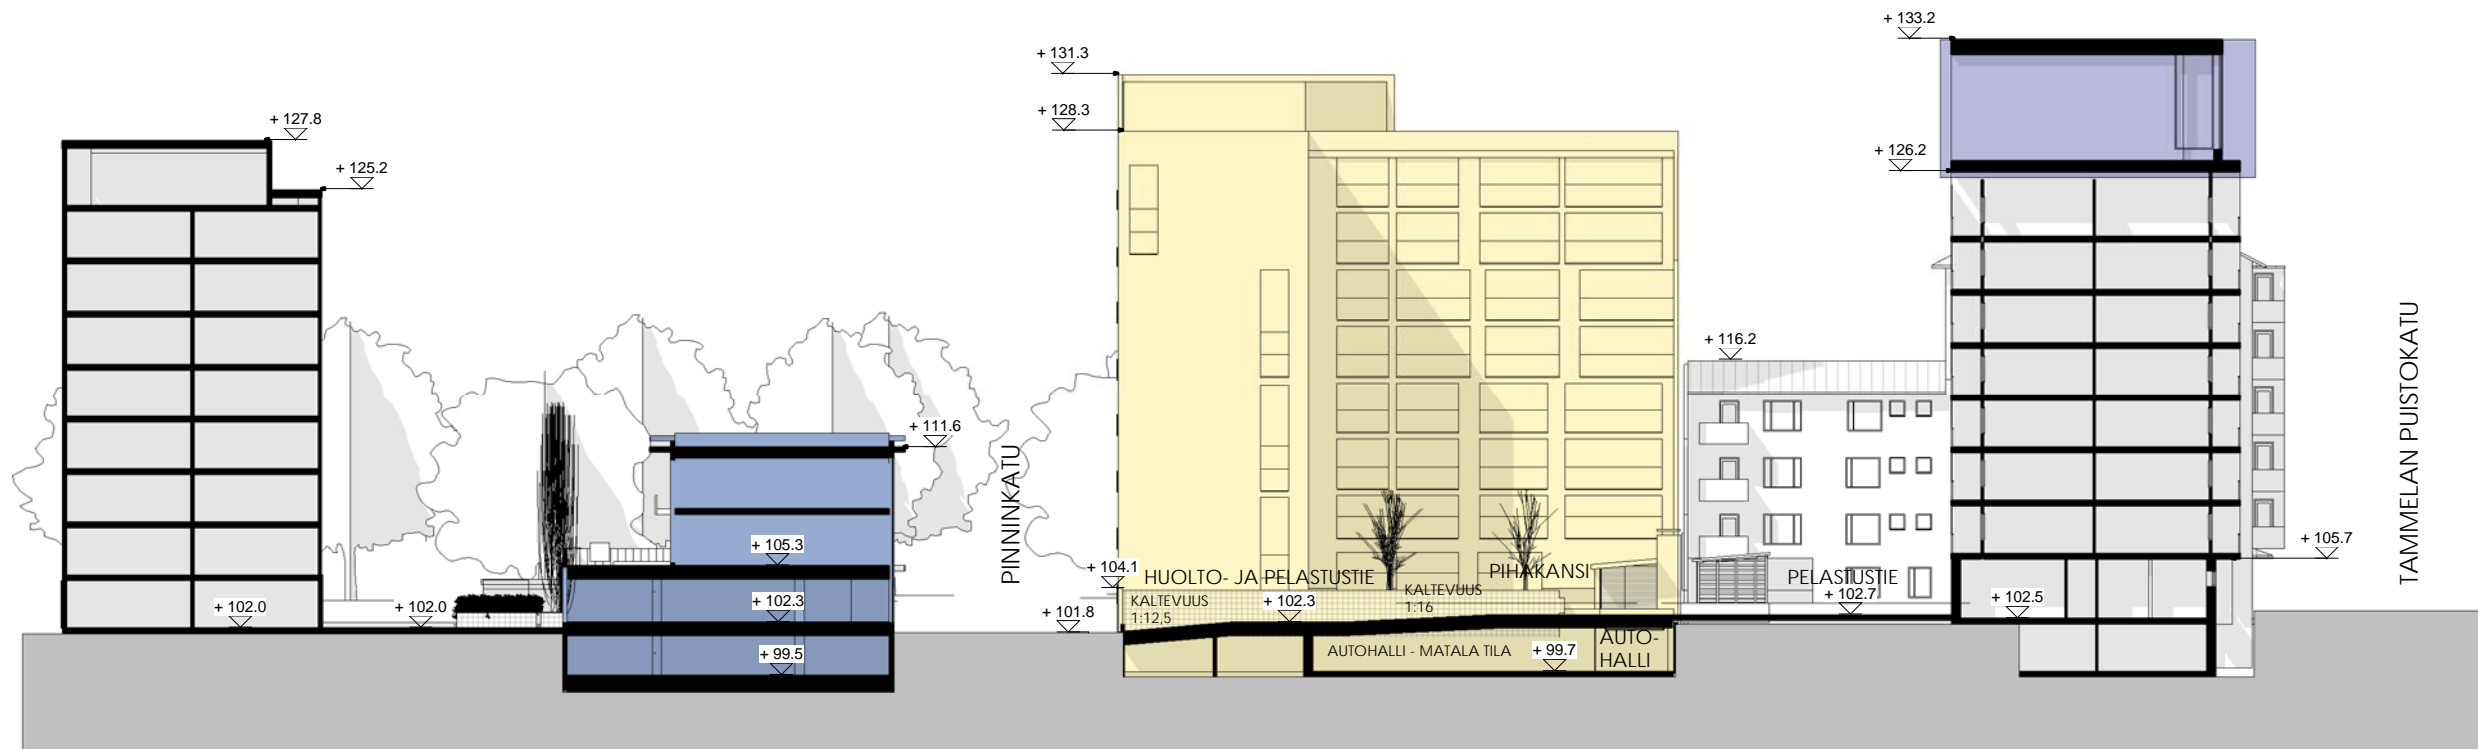 + 133.2
+ 131.3
+ 128.3
+ 127.8
+ 126.2
+ 125.2
+ 116.2
+ 111.6
PINNINKATU
TAMMELAN PUISTOKATU
+ 105.3
+ 105.7
+ 104.1
HUOLTO- JA PELASTUSTIE
PIHAKANSI
PELASTUSTIE
KALTEVUUS
1:12,5
KALTEVUUS
1:16
+ 102.0
+ 102.0
+ 102.3
+ 101.8
+ 102.3
+ 102.7
+ 102.5
+ 99.5
AUTOHALLI - MATALA TILA
+ 99.7
AUTO-
HALLI